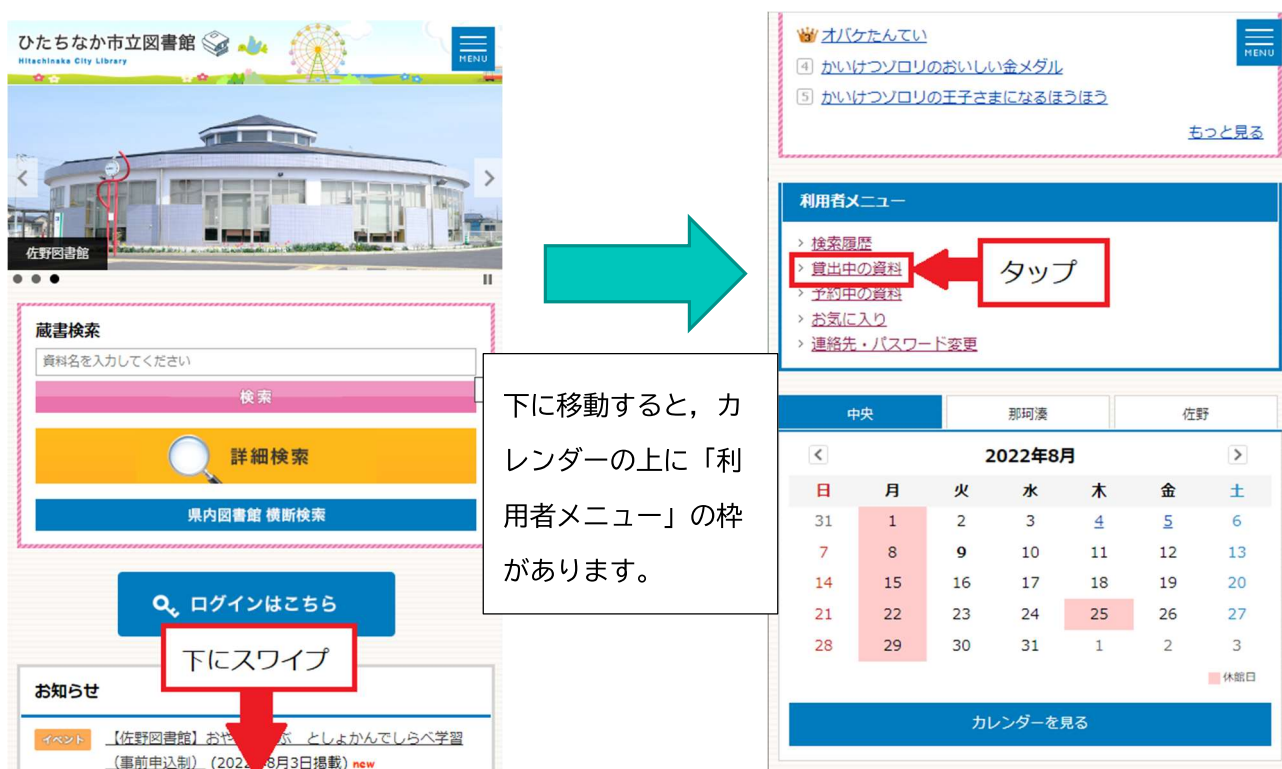 ひたちなか市立図書館
Hitachinaka City Library
MENU
佐野図書館
蔵書検索
資料名を入力してください
検索
詳細検索
県内図書館 横断検索
ログインはこちら
下にスワイプ
お知らせ
イベント 【佐野図書館】おや ぶ としょかんでしらべ学習
(事前申込制) (2022 8月3日掲載) new
下に移動すると，カ
レンダーの上に「利
用者メニュー」の枠
があります。
3 オバケたんてい
MENU
4 かいけつゾロリのおいしい金メダル
5 かいけつゾロリの王子さまになるほうほう
もっと見る
利用者メニュー
> 検索履歴
> 貸出中の資料
タップ
> 予約中の資料
> お気に入り
> 連絡先・パスワード変更
中央 那珂湊 佐野
< 2022年8月 >
日 月 火 水 木 金 土
31 1 2 3 4 5 6
7 8 9 10 11 12 13
14 15 16 17 18 19 20
21 22 23 24 25 26 27
28 29 30 31 1 2 3
休館日
カレンダーを見る